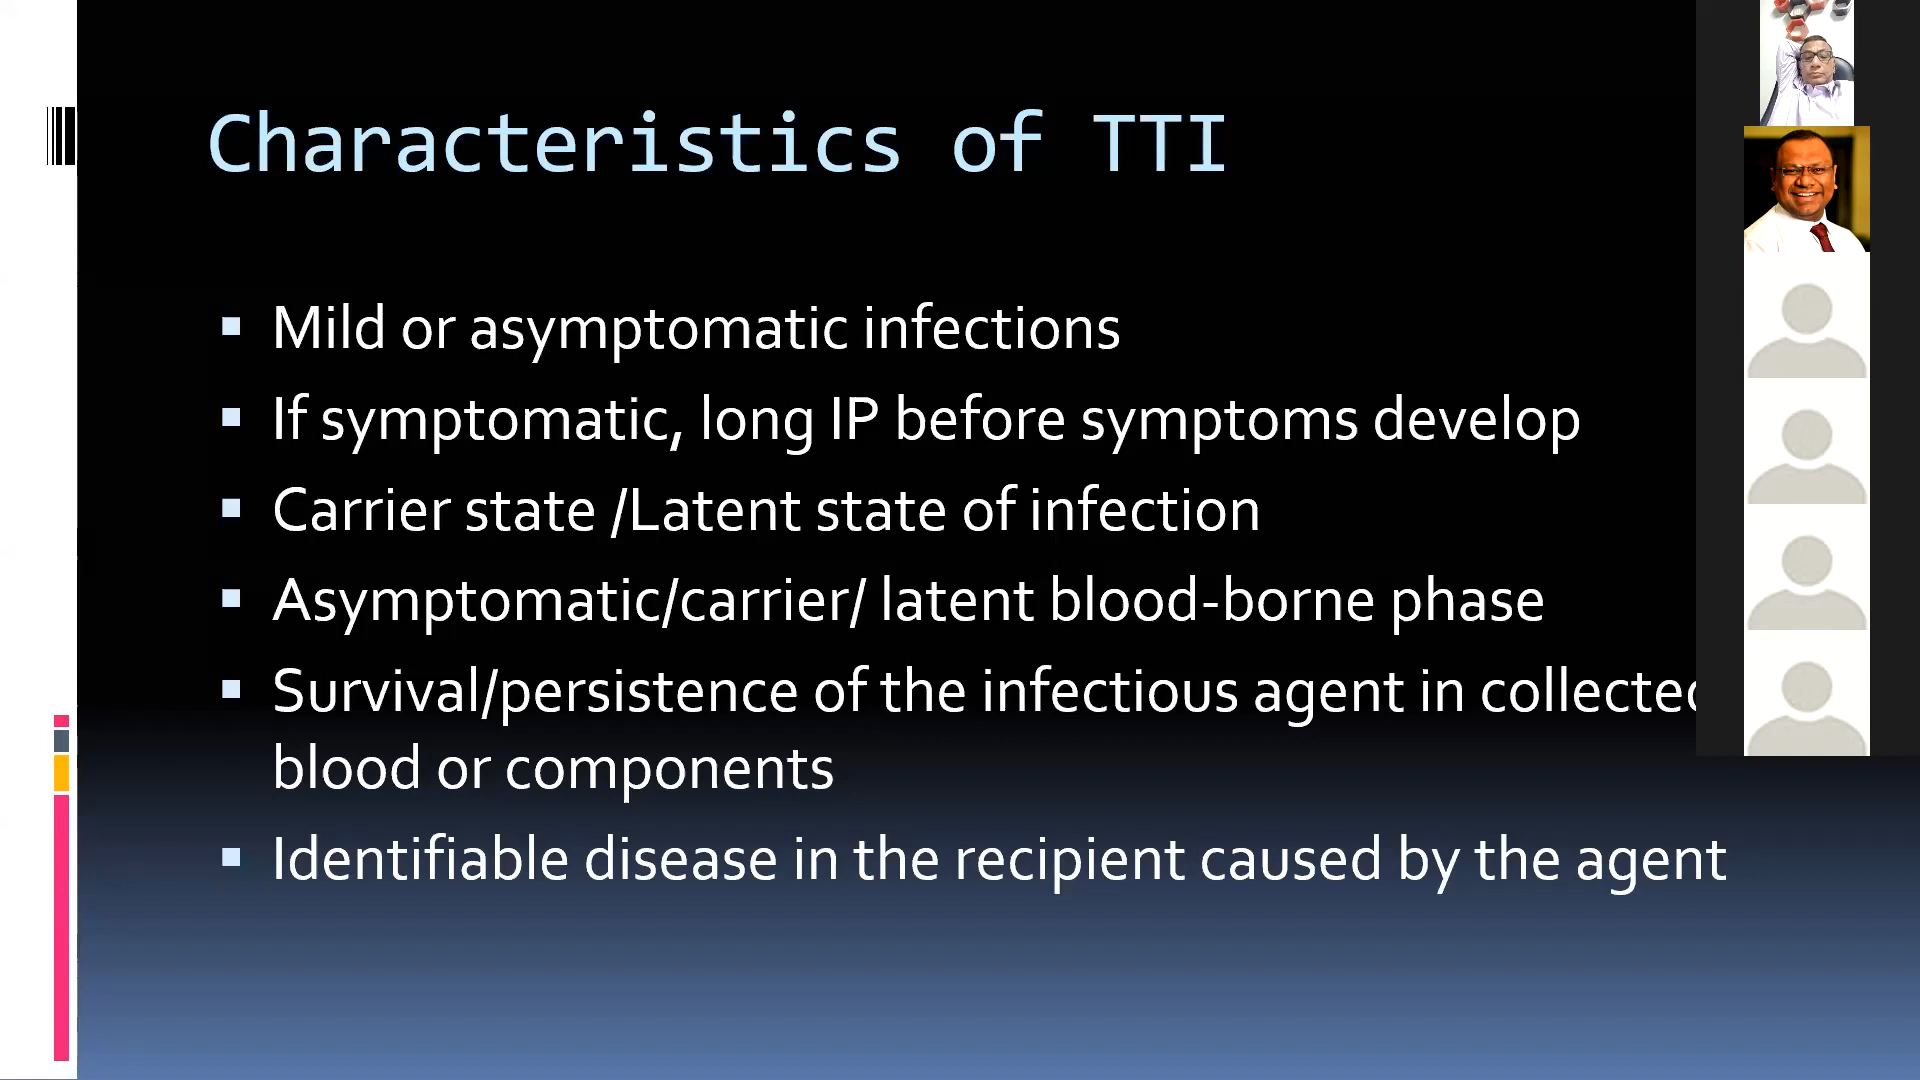 Characteristics of TTI
Mild or asymptomatic infections
If symptomatic, long IP before symptoms develop
Carrier state /Latent state of infection
Asymptomatic/carrier/ latent blood-borne phase
Survival/persistence of the infectious agent in collected
blood or components
Identifiable disease in the recipient caused by the agent